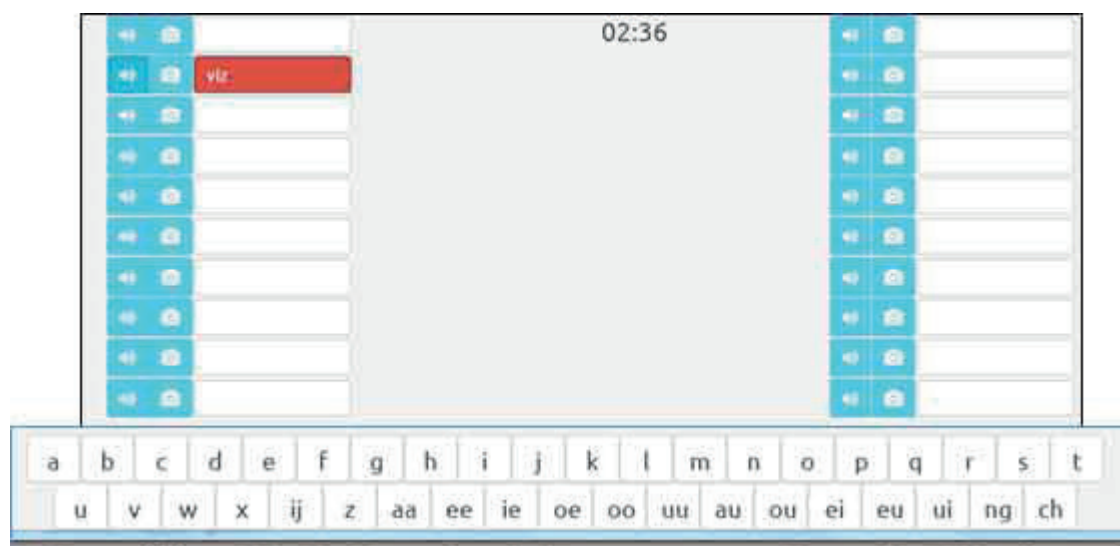 02:36
viz
a b c d e f g h i j k l m n o p q r s t
u v w x ij z aa ee ie oe oo uu au ou ei eu ui ng ch